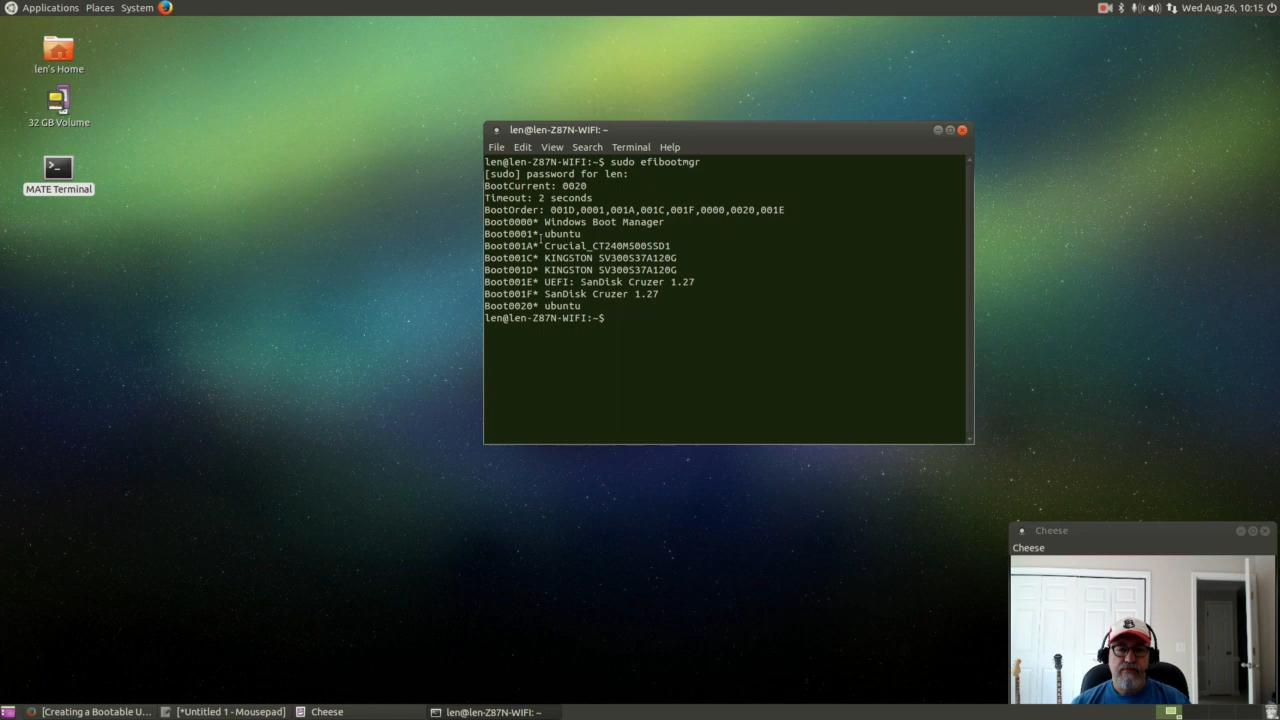 Applications Places System
Wed Aug 26, 10:15
len's Home
32 GB Volume
MATE Terminal
len@len-Z87N-WIFI: ~
File Edit View Search Terminal Help
len@len-Z87N-WIFI:~$ sudo efibootmgr
[sudo] password for len:
BootCurrent: 0020
Timeout: 2 seconds
BootOrder: 001D,0001,001A,001C,001F,0000,0020,001E
Boot0000* Windows Boot Manager
Boot0001* ubuntu
Boot001A* Crucial_CT240M500SSD1
Boot001C* KINGSTON SV300S37A120G
Boot001D* KINGSTON SV300S37A120G
Boot001E* UEFI: SanDisk Cruzer 1.27
Boot001F* SanDisk Cruzer 1.27
Boot0020* ubuntu
len@len-Z87N-WIFI:~$
Cheese
Cheese
[Creating a Bootable U...
[*Untitled 1 - Mousepad]
Cheese
len@len-Z87N-WIFI: ~